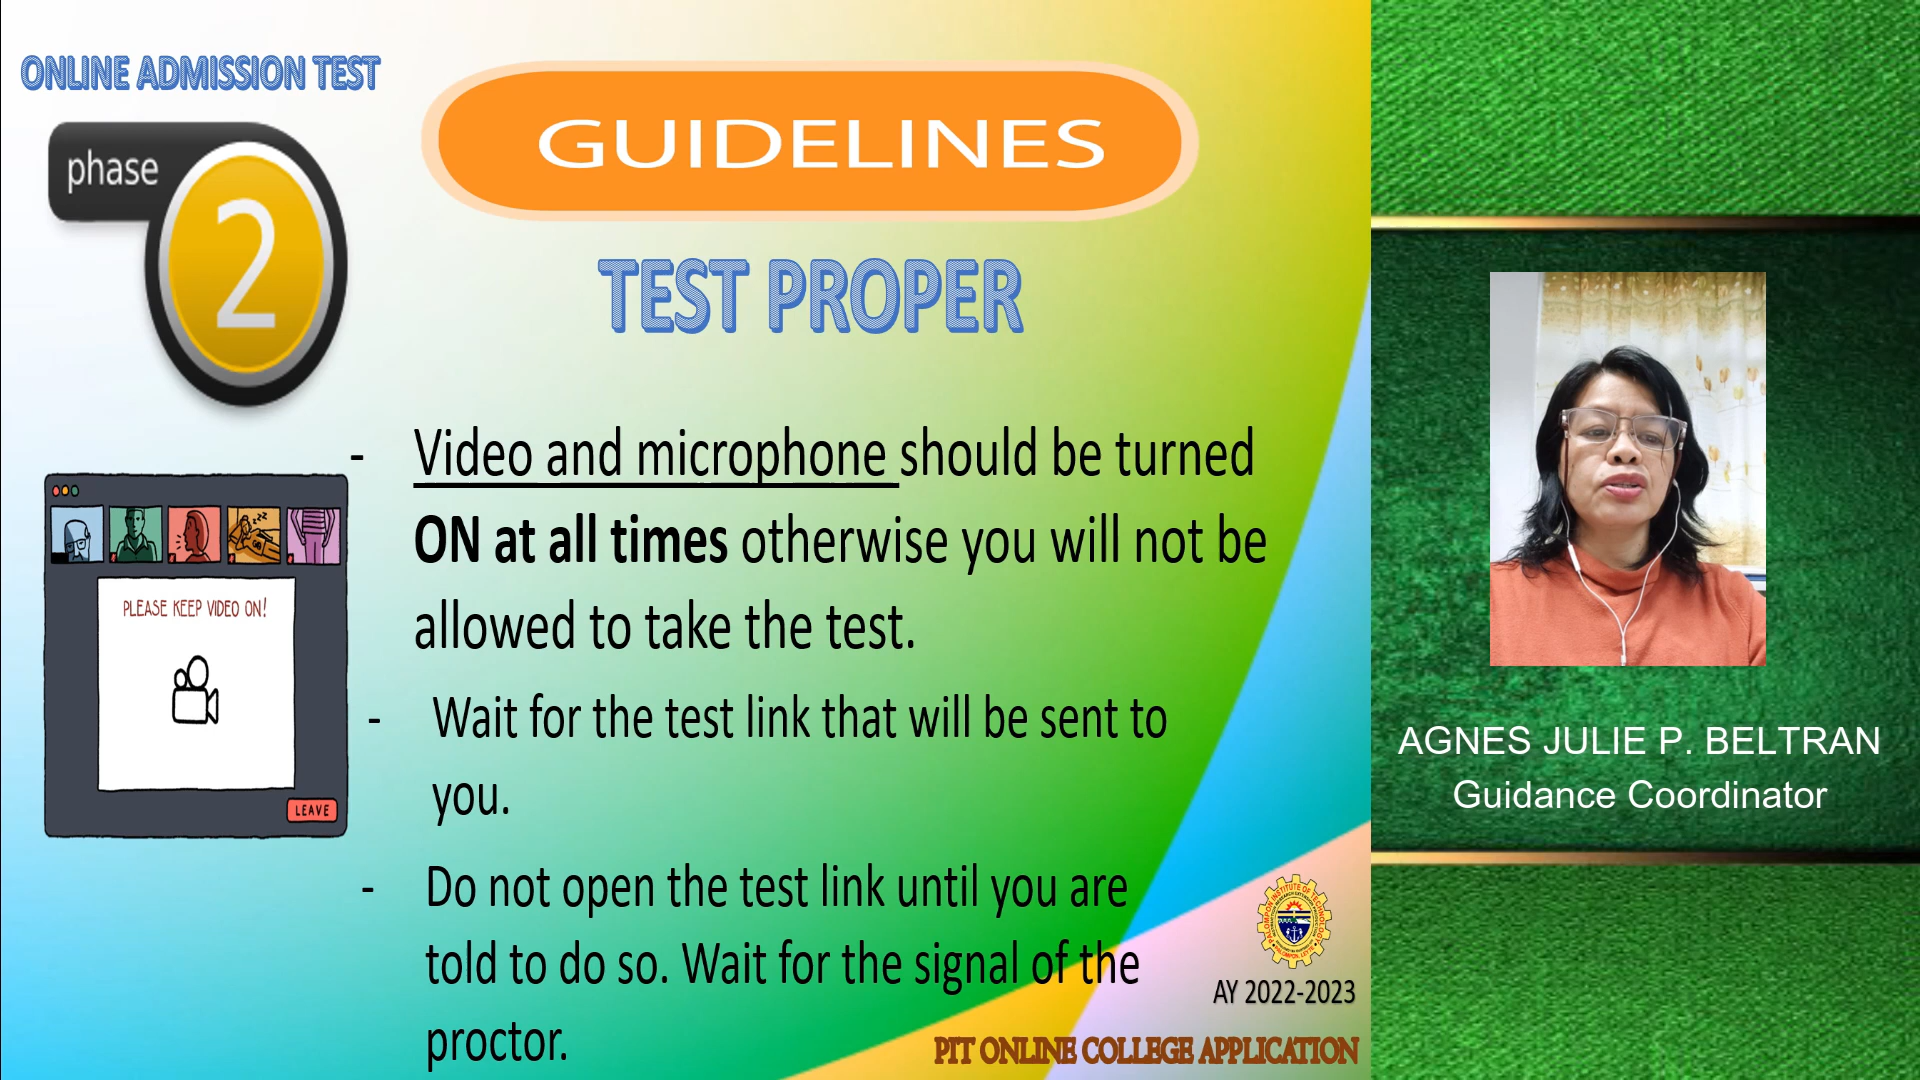 ONLINE ADMISSION TEST
phase
2
GUIDELINES
TEST PROPER
- Video and microphone should be turned
ON at all times otherwise you will not be
allowed to take the test.
- Wait for the test link that will be sent to
you.
- Do not open the test link until you are
told to do so. Wait for the signal of the
proctor.
PLEASE KEEP VIDEO ON!
LEAVE
PALOMPON INSTITUTE OF TECHNOLOGY
AY 2022-2023
PIT ONLINE COLLEGE APPLICATION
AGNES JULIE P. BELTRAN
Guidance Coordinator